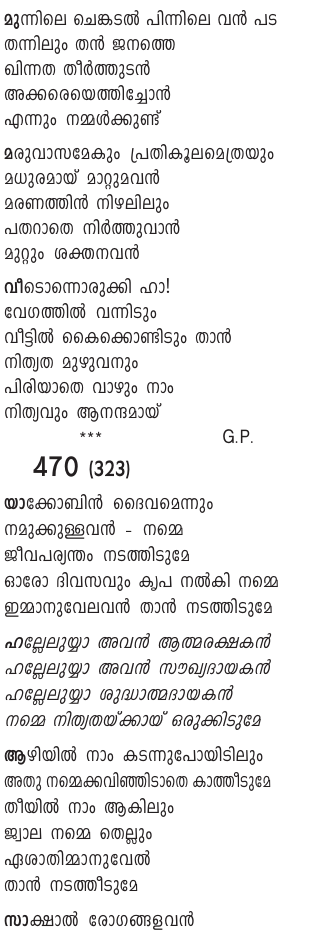 മുന്നിലെ ചെങ്കടൽ പിന്നിലെ വൻ പട
തന്നിലും തൻ ജനത്തെ
ഖിന്നത തീർത്തുടൻ
അക്കരെയെത്തിച്ചോൻ
എന്നും നമ്മൾക്കുണ്ട്
മരുവാസമേകും പ്രതികൂലമെത്രയും
മധുരമായ് മാറ്റുമവൻ
മരണത്തിൻ നിഴലിലും
പതറാതെ നിർത്തുവാൻ
മുറ്റും ശക്തനവൻ
വീടൊന്നൊരുക്കി ഹാ!
വേഗത്തിൽ വന്നിടും
വീട്ടിൽ കൈക്കൊണ്ടിടും താൻ
നിത്യത മുഴുവനും
പിരിയാതെ വാഴും നാം
നിത്യവും ആനന്ദമായ്
*** G.P.
470 (323)
യാക്കോബിൻ ദൈവമെന്നും
നമുക്കുള്ളവൻ - നമ്മെ
ജീവപര്യന്തം നടത്തിടുമേ
ഓരോ ദിവസവും കൃപ നൽകി നമ്മെ
ഇമ്മാനുവേലവൻ താൻ നടത്തിടുമേ
ഹല്ലേലുയ്യാ അവൻ ആത്മരക്ഷകൻ
ഹല്ലേലുയ്യാ അവൻ സൗഖ്യദായകൻ
ഹല്ലേലുയ്യാ ശുദ്ധാത്മദായകൻ
നമ്മെ നിത്യതയ്ക്കായ് ഒരുക്കിടുമേ
ആഴിയിൽ നാം കടന്നുപോയിടിലും
അതു നമ്മെക്കവിഞ്ഞിടാതെ കാത്തീടുമേ
തീയിൽ നാം ആകിലും
ജ്വാല നമ്മെ തെല്ലും
ഏശാതിമ്മാനുവേൽ
താൻ നടത്തീടുമേ
സാക്ഷാൽ രോഗങ്ങളവൻ